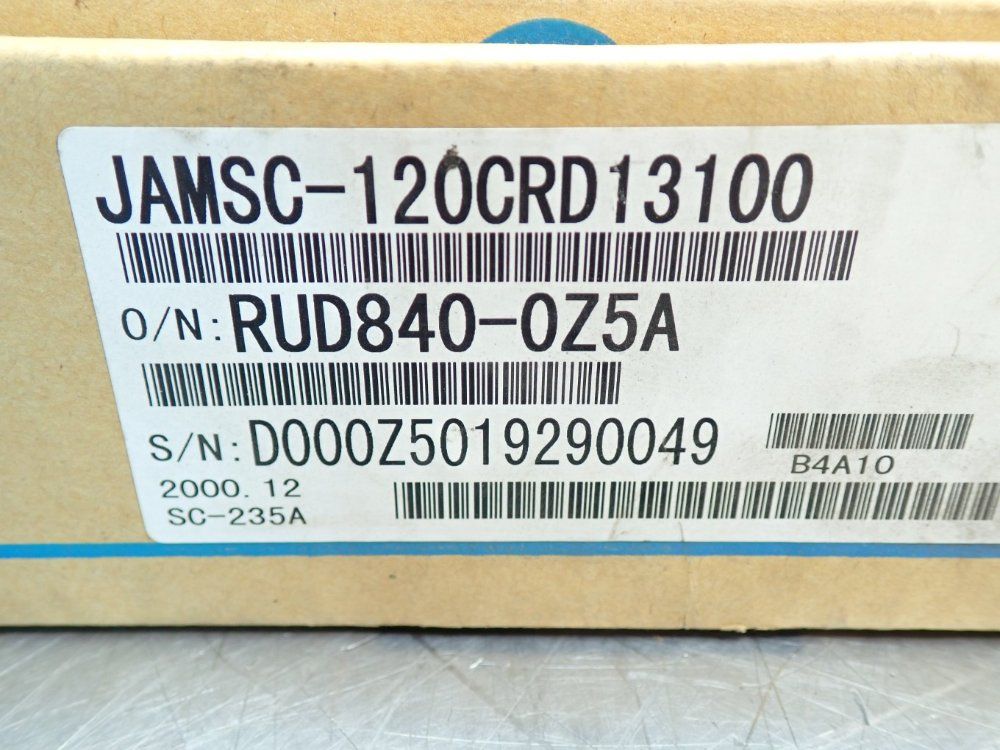 JAMSC-120CRD13100
O/N: RUD840-0Z5A
S/N: D000Z5019290049
B4A10
2000.12
SC-235A